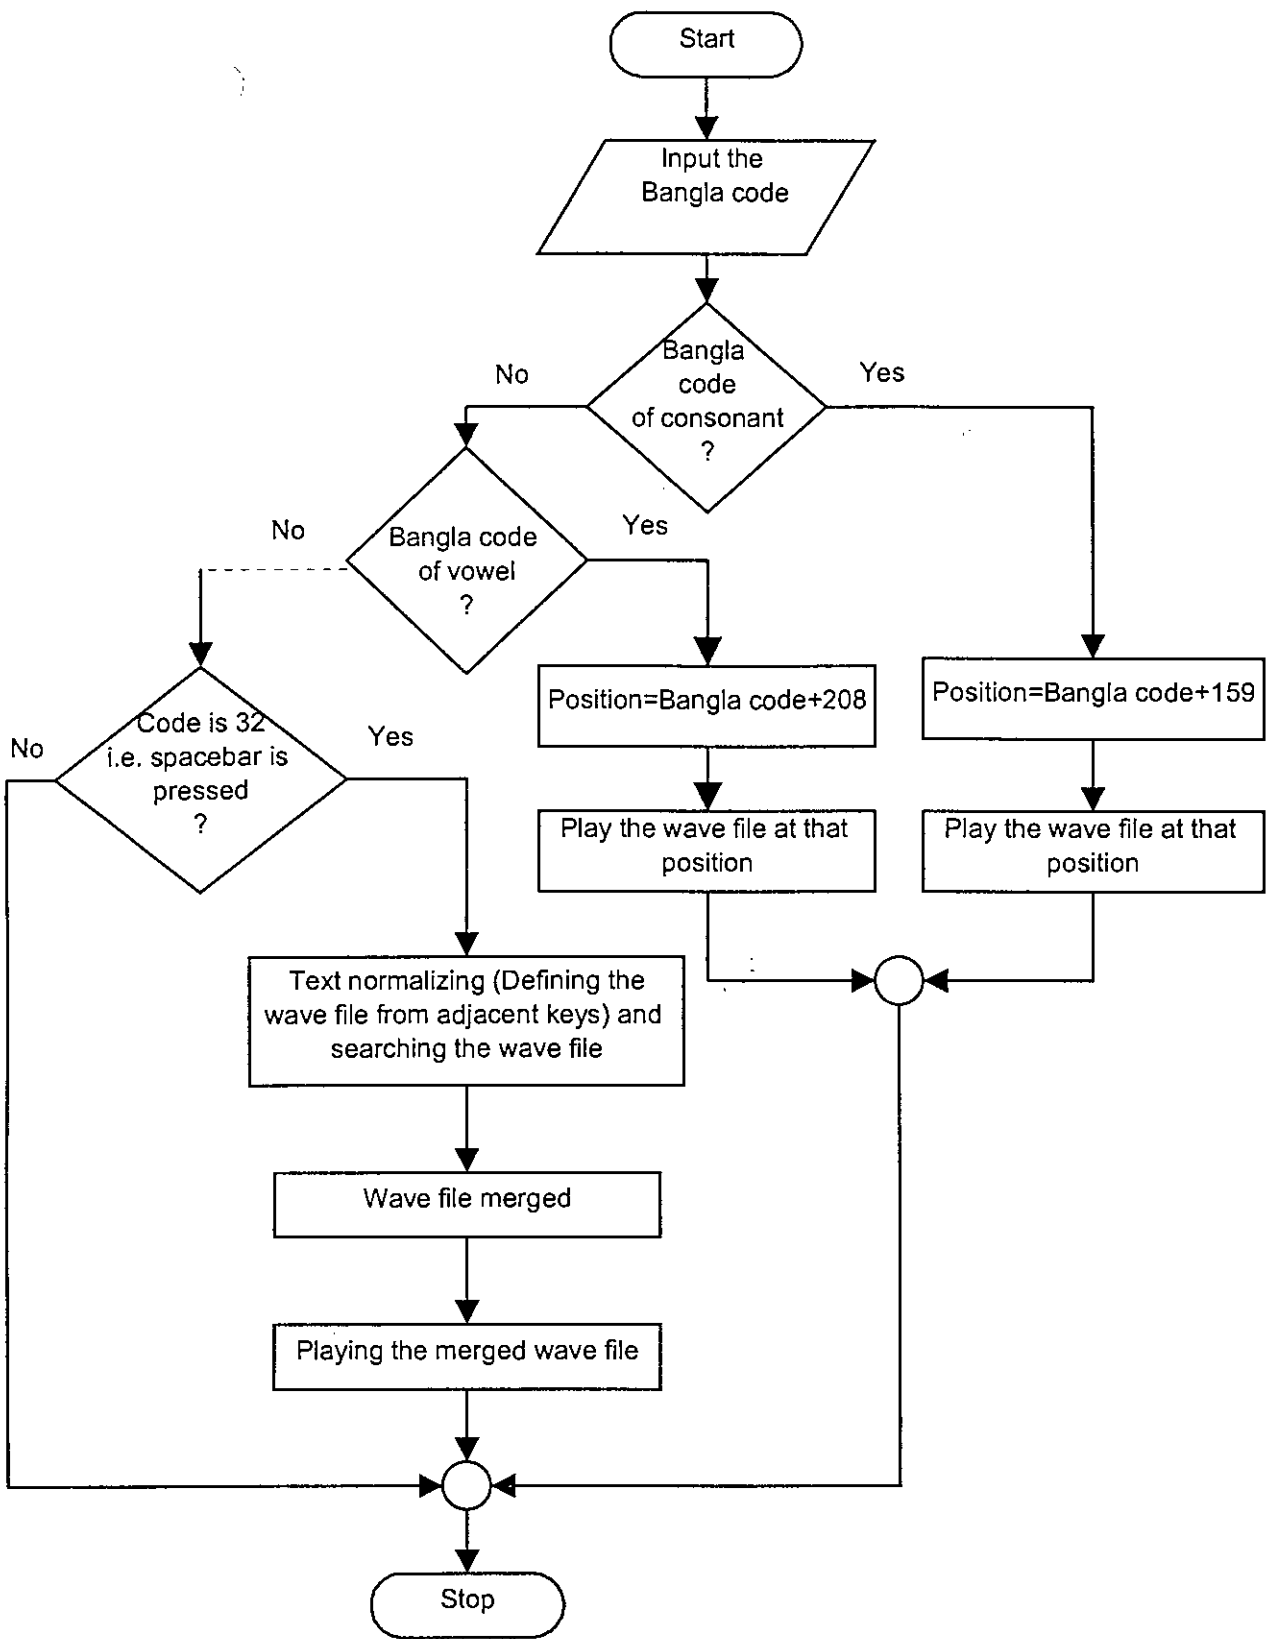 Start
Input the
Bangla code
Bangla
code
of consonant
?
No
Yes
Bangla code
of vowel
?
No
Yes
Position=Bangla code+208
Position=Bangla code+159
Code is 32
i.e. spacebar is
pressed
?
No
Yes
Play the wave file at that
position
Play the wave file at that
position
Text normalizing (Defining the
wave file from adjacent keys) and
searching the wave file
Wave file merged
Playing the merged wave file
Stop